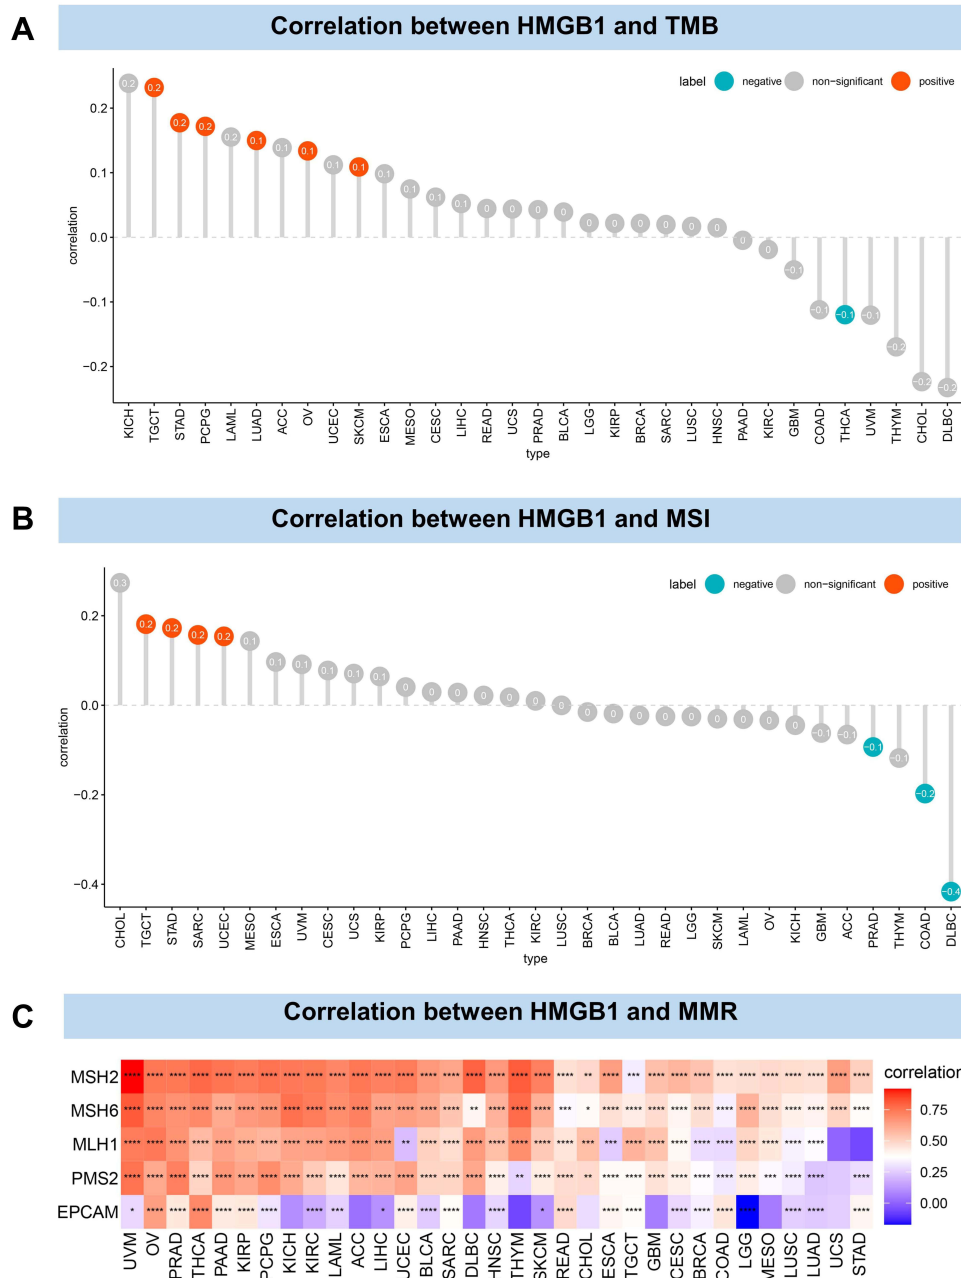 A
Correlation between HMGB1 and TMB
label negative non-significant positive
correlation
0.2
0.1
0.0
−0.1
−0.2
0.2 0.2 0.2 0.2 0.2 0.1 0.1 0.1 0.1 0.1 0.1 0.1 0.1 0.1 0 0 0 0 0 0 0 0 0 0 0 0 −0.1 −0.1 −0.1 −0.1 −0.2 −0.2 −0.2
KICH TGCT STAD PCPG LAML LUAD ACC OV UCEC SKCM ESCA MESO CESC LIHC READ UCS PRAD BLCA LGG KIRP BRCA SARC LUSC HNSC PAAD KIRC GBM COAD THCA UVM THYM CHOL DLBC
type
B
Correlation between HMGB1 and MSI
label negative non-significant positive
correlation
0.2
0.0
−0.2
−0.4
0.3 0.2 0.2 0.2 0.2 0.1 0.1 0.1 0.1 0.1 0.1 0 0 0 0 0 0 0 0 0 0 0 0 0 0 0 0 −0.1 −0.1 −0.1 −0.1 −0.2 −0.4
CHOL TGCT STAD SARC UCEC MESO ESCA UVM CESC UCS KIRP PCPG LIHC PAAD HNSC THCA KIRC LUSC BRCA BLCA LUAD READ LGG SKCM LAML OV KICH GBM ACC PRAD THYM COAD DLBC
type
C
Correlation between HMGB1 and MMR
MSH2
MSH6
MLH1
PMS2
EPCAM
UVM OV PRAD THCA PAAD KIRP PCPG KICH KIRC LAML ACC LIHC UCEC BLCA SARC DLBC HNSC THYM SKCM READ CHOL ESCA TGCT GBM CESC BRCA COAD LGG MESO LUSC LUAD UCS STAD
correlation
0.75
0.50
0.25
0.00